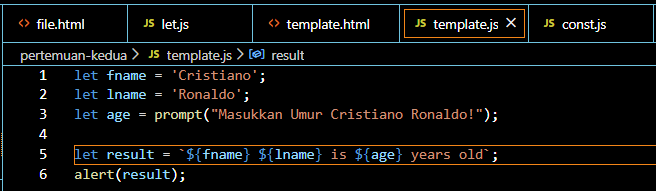 <> file.html JS let.js <> template.html JS template.js × JS const.js
pertemuan-kedua > JS template.js > result
1 let fname = 'Cristiano';
2 let lname = 'Ronaldo';
3 let age = prompt("Masukkan Umur Cristiano Ronaldo!");
4
5 let result = `${fname} ${lname} is ${age} years old`;
6 alert(result);